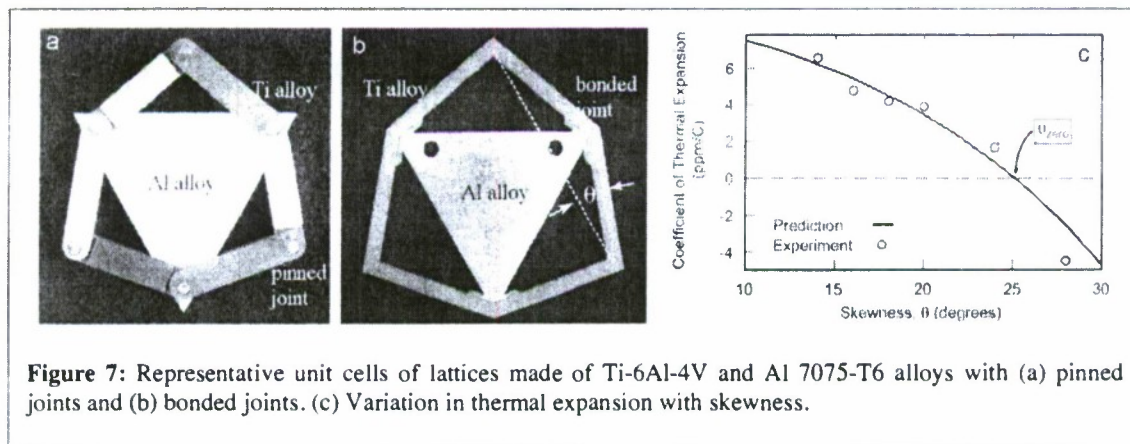 a
Ti alloy
Al alloy
pinned
joint
b
Ti alloy
bonded
joint
Al alloy
θ
C
Coefficient of Thermal Expansion
(ppm/C)
6
4
2
0
-2
-4
θzero
Prediction
Experiment
10 15 20 25 30
Skewness, θ (degrees)
Figure 7: Representative unit cells of lattices made of Ti-6Al-4V and Al 7075-T6 alloys with (a) pinned
joints and (b) bonded joints. (c) Variation in thermal expansion with skewness.